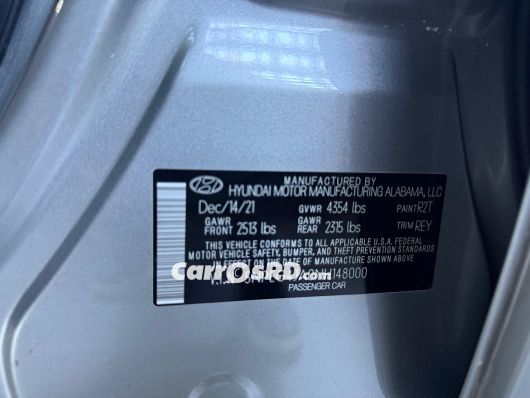 MANUFACTURED BY
HYUNDAI MOTOR MANUFACTURING ALABAMA, LLC
Dec/14/21 GVWR 4354 lbs PAINT R2T
GAWR FRONT 2513 lbs GAWR REAR 2315 lbs TRIM REY
THIS VEHICLE CONFORMS TO ALL APPLICABLE U.S.A. FEDERAL
MOTOR VEHICLE SAFETY, BUMPER, AND THEFT PREVENTION STANDARDS
IN EFFECT ON THE DATE OF MANUFACTURE SHOWN ABOVE.
CarrOsRD.com
H148000
PASSENGER CAR